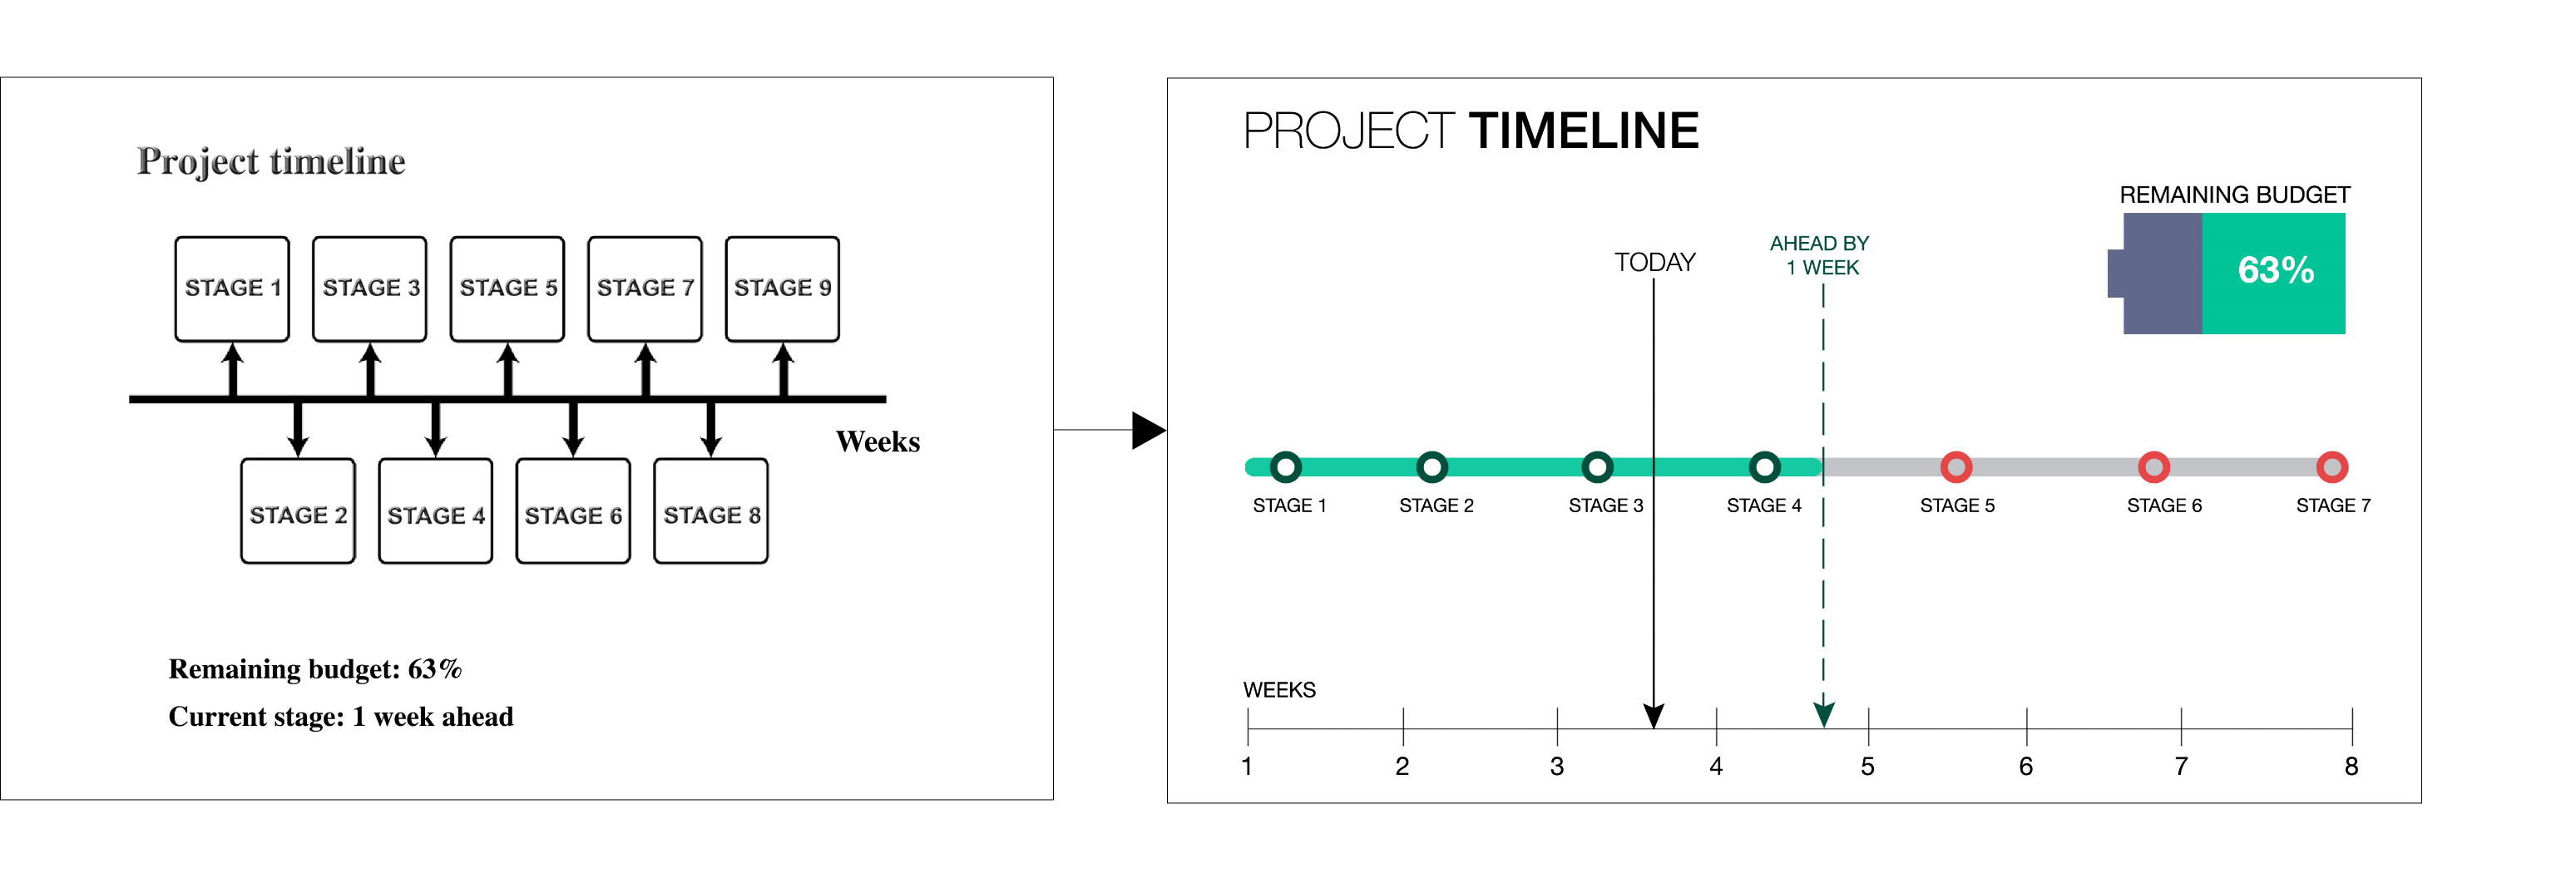 Project timeline
STAGE 1
STAGE 3
STAGE 5
STAGE 7
STAGE 9
Weeks
STAGE 2
STAGE 4
STAGE 6
STAGE 8
Remaining budget: 63%
Current stage: 1 week ahead
PROJECT TIMELINE
REMAINING BUDGET
63%
TODAY
AHEAD BY
1 WEEK
STAGE 1
STAGE 2
STAGE 3
STAGE 4
STAGE 5
STAGE 6
STAGE 7
WEEKS
1
2
3
4
5
6
7
8